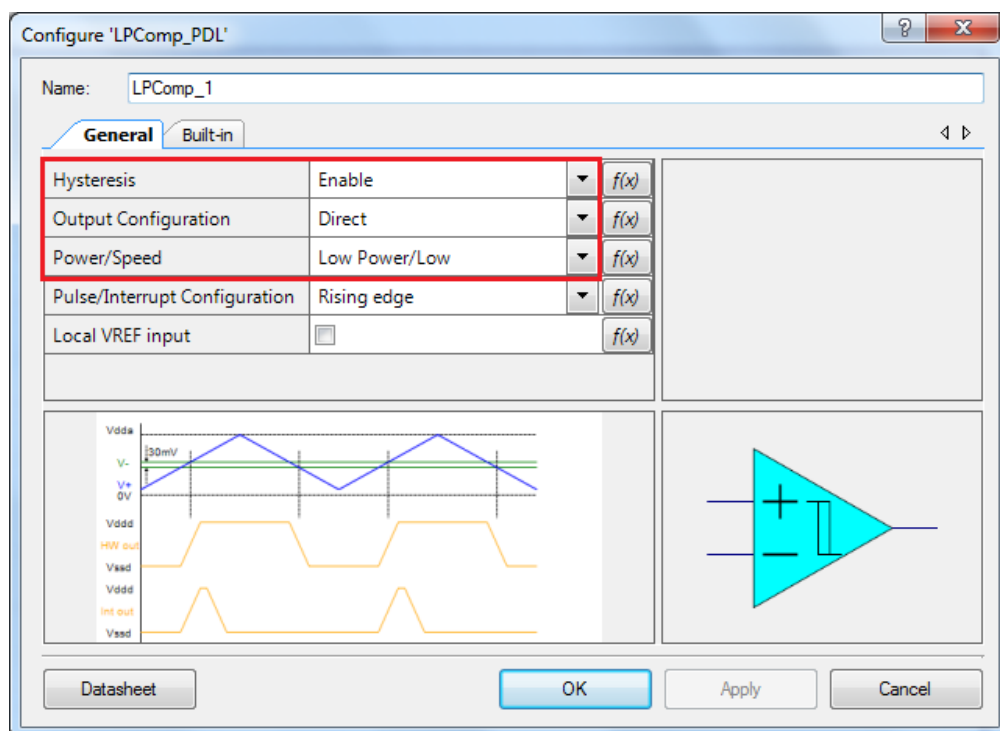 Configure 'LPComp_PDL'
?
X
Name: LPComp_1
General Built-in
Hysteresis Enable f(x)
Output Configuration Direct f(x)
Power/Speed Low Power/Low f(x)
Pulse/Interrupt Configuration Rising edge f(x)
Local VREF input f(x)
Vdda
30mV
V-
V+
0V
Vddd
HW out
Vssd
Vddd
Int out
Vssd
Datasheet OK Apply Cancel